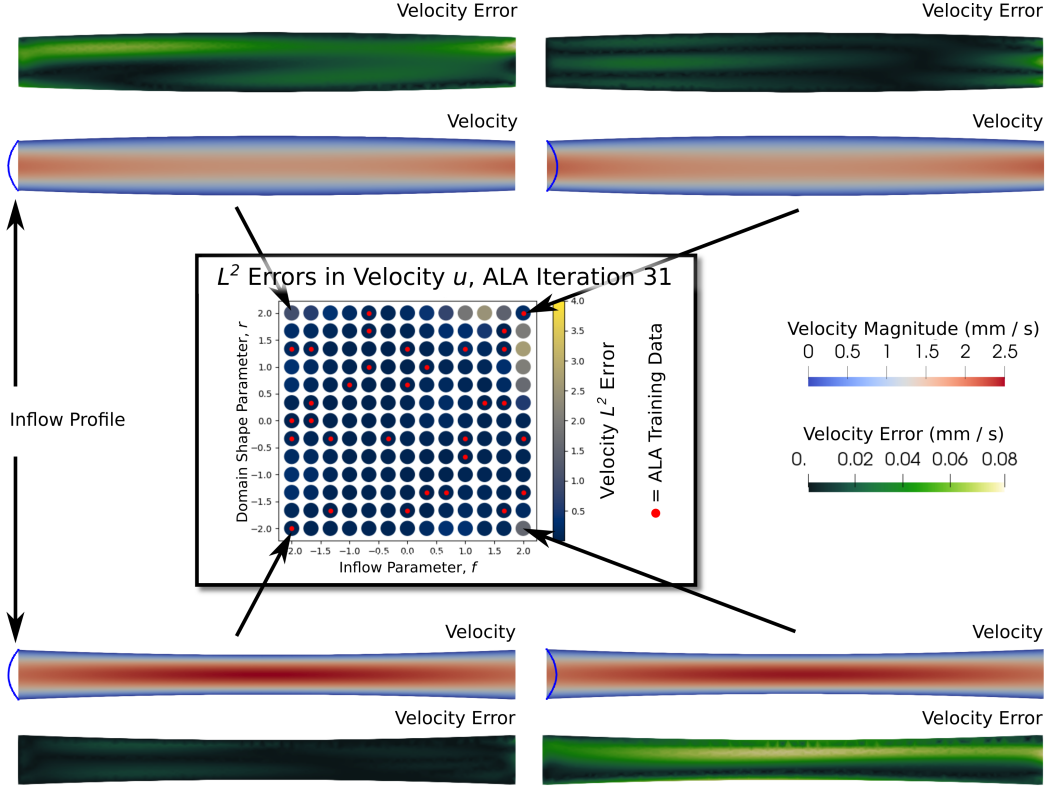 Velocity Error
Velocity Error
Velocity
Velocity
L² Errors in Velocity u, ALA Iteration 31
Inflow Profile
Domain Shape Parameter, r
2.0
1.5
1.0
0.5
0.0
−0.5
−1.0
−1.5
−2.0
2.0
−1.5
−1.0
−0.5
0.0
0.5
1.0
1.5
2.0
Inflow Parameter, f
4.0
3.5
3.0
2.5
2.0
1.5
1.0
0.5
Velocity L² Error
= ALA Training Data
Velocity Magnitude (mm / s)
0 0.5 1 1.5 2 2.5
Velocity Error (mm / s)
0. 0.02 0.04 0.06 0.08
Velocity
Velocity
Velocity Error
Velocity Error